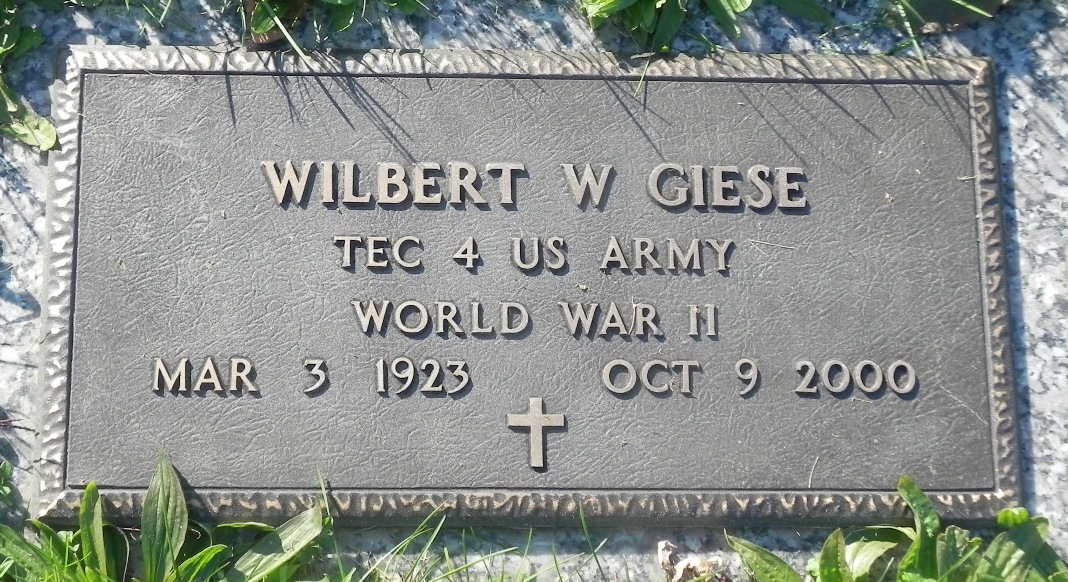 WILBERT W GIESE
TEC 4 US ARMY
WORLD WAR II
MAR 3 1923 OCT 9 2000